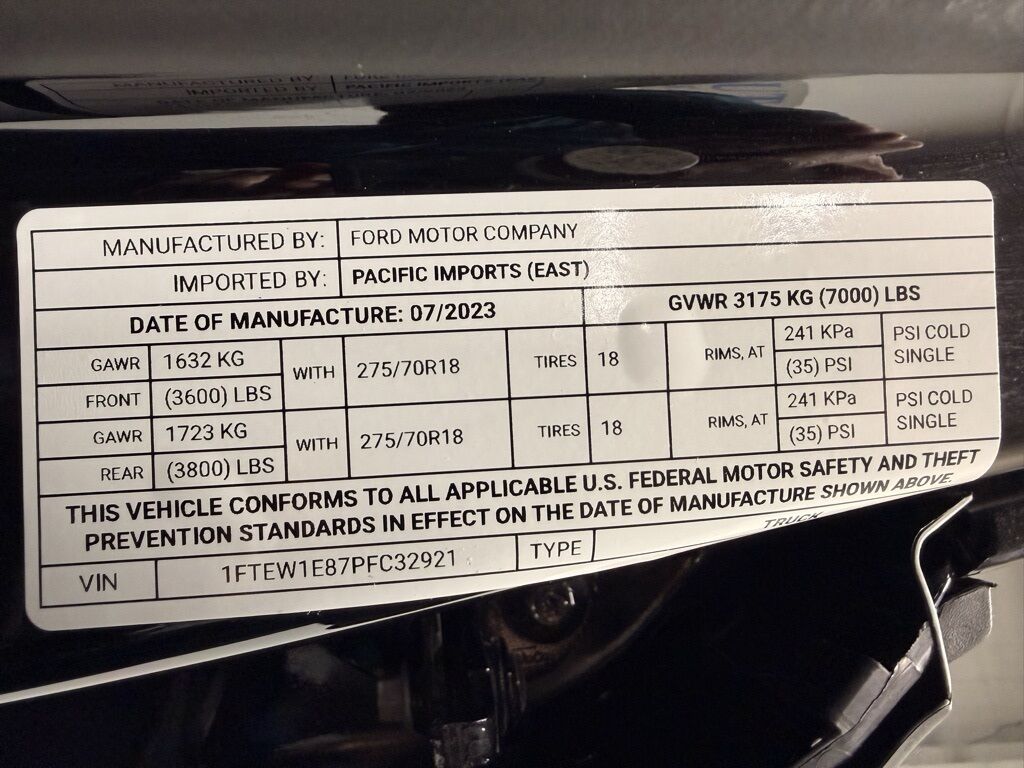 MANUFACTURED BY: FORD MOTOR COMPANY
IMPORTED BY: PACIFIC IMPORTS (EAST)
DATE OF MANUFACTURE: 07/2023 GVWR 3175 KG (7000) LBS
GAWR 1632 KG WITH 275/70R18 TIRES 18 RIMS, AT 241 KPa PSI COLD
FRONT (3600) LBS (35) PSI SINGLE
GAWR 1723 KG WITH 275/70R18 TIRES 18 RIMS, AT 241 KPa PSI COLD
REAR (3800) LBS (35) PSI SINGLE
THIS VEHICLE CONFORMS TO ALL APPLICABLE U.S. FEDERAL MOTOR SAFETY AND THEFT
PREVENTION STANDARDS IN EFFECT ON THE DATE OF MANUFACTURE SHOWN ABOVE.
VIN 1FTEW1E87PFC32921 TYPE TRUCK